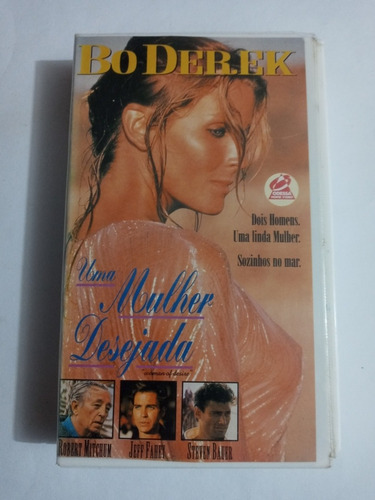 BO DEREK
Dois Homens.
Uma linda Mulher.
Sozinhos no mar.
Uma
Mulher
Desejada
woman of desire
ROBERT MITCHUM JEFF FAHEY STEVEN BAUER